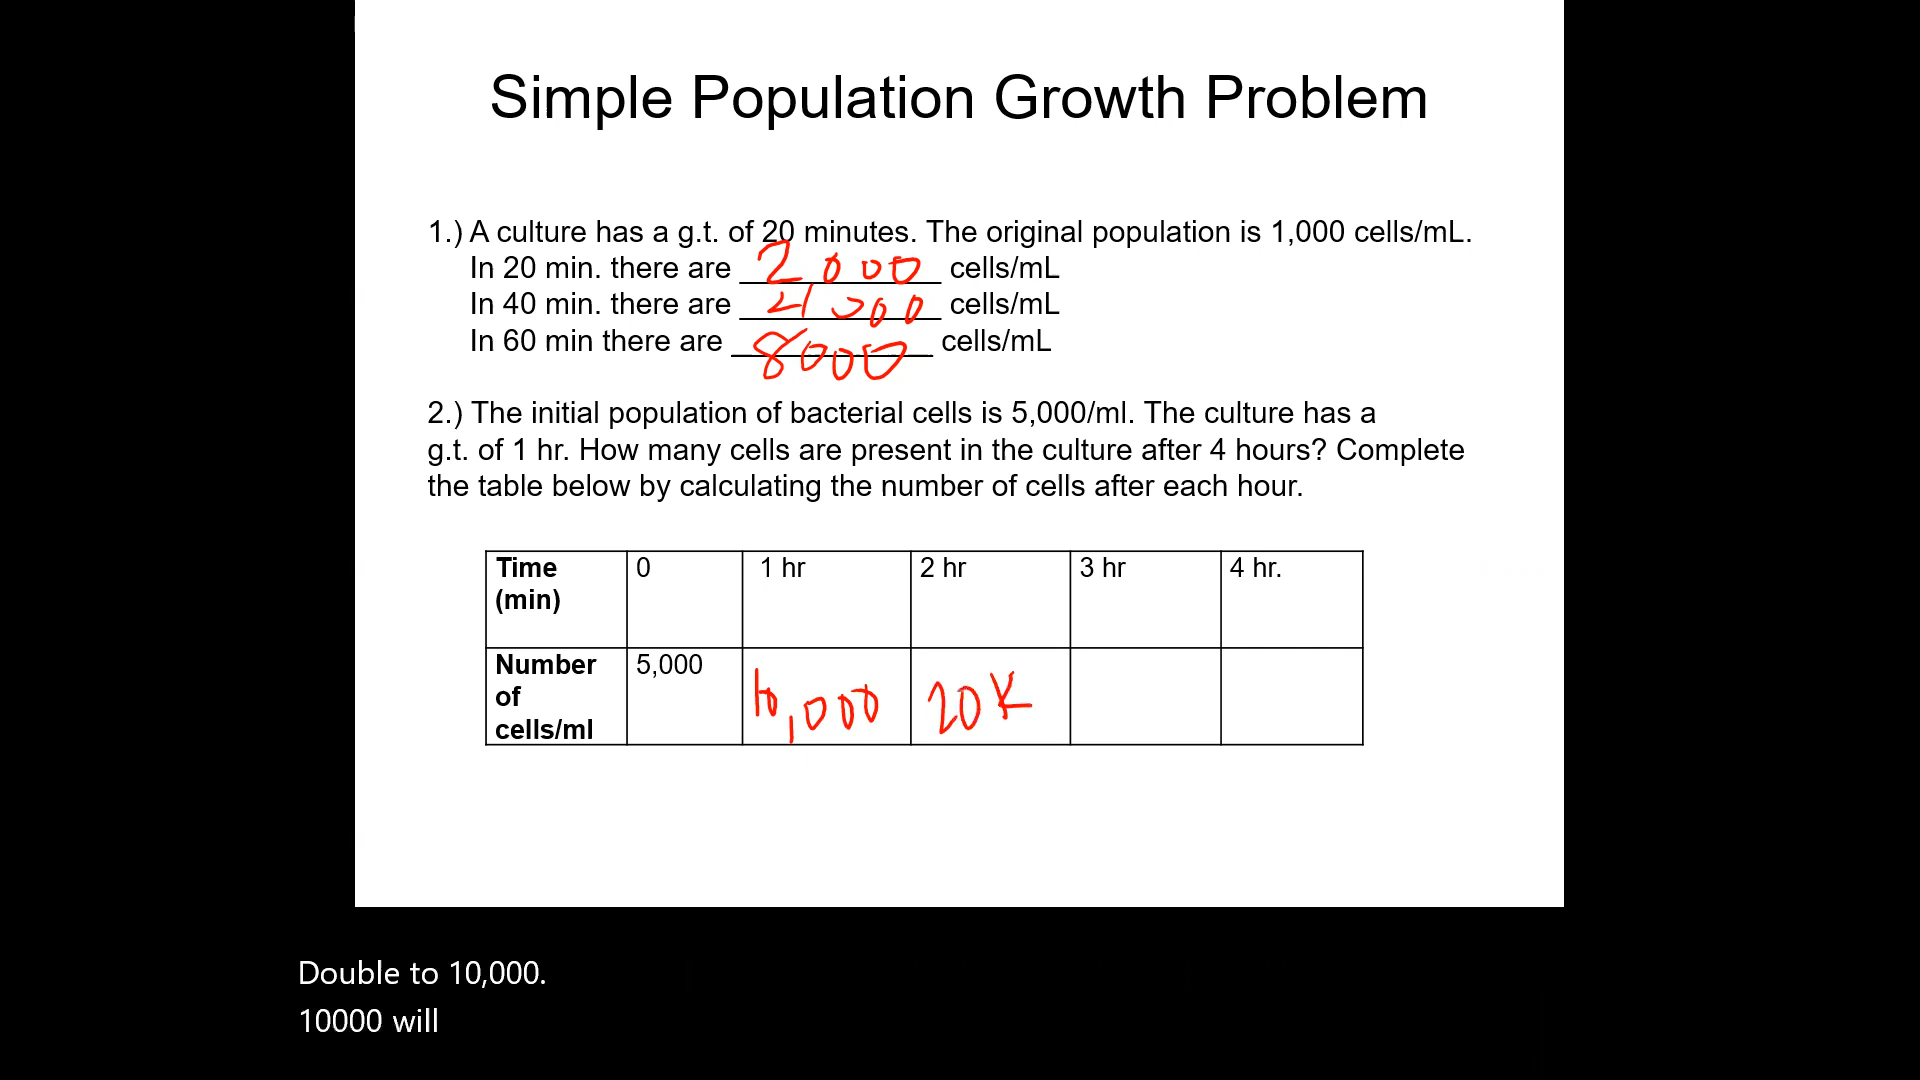 Simple Population Growth Problem
1.) A culture has a g.t. of 20 minutes. The original population is 1,000 cells/mL.
In 20 min. there are 2000 cells/mL
In 40 min. there are 4000 cells/mL
In 60 min there are 8000 cells/mL
2.) The initial population of bacterial cells is 5,000/ml. The culture has a
g.t. of 1 hr. How many cells are present in the culture after 4 hours? Complete
the table below by calculating the number of cells after each hour.
Time (min) 0 1 hr 2 hr 3 hr 4 hr.
Number of cells/ml 5,000 10,000 20K
Double to 10,000.
10000 will